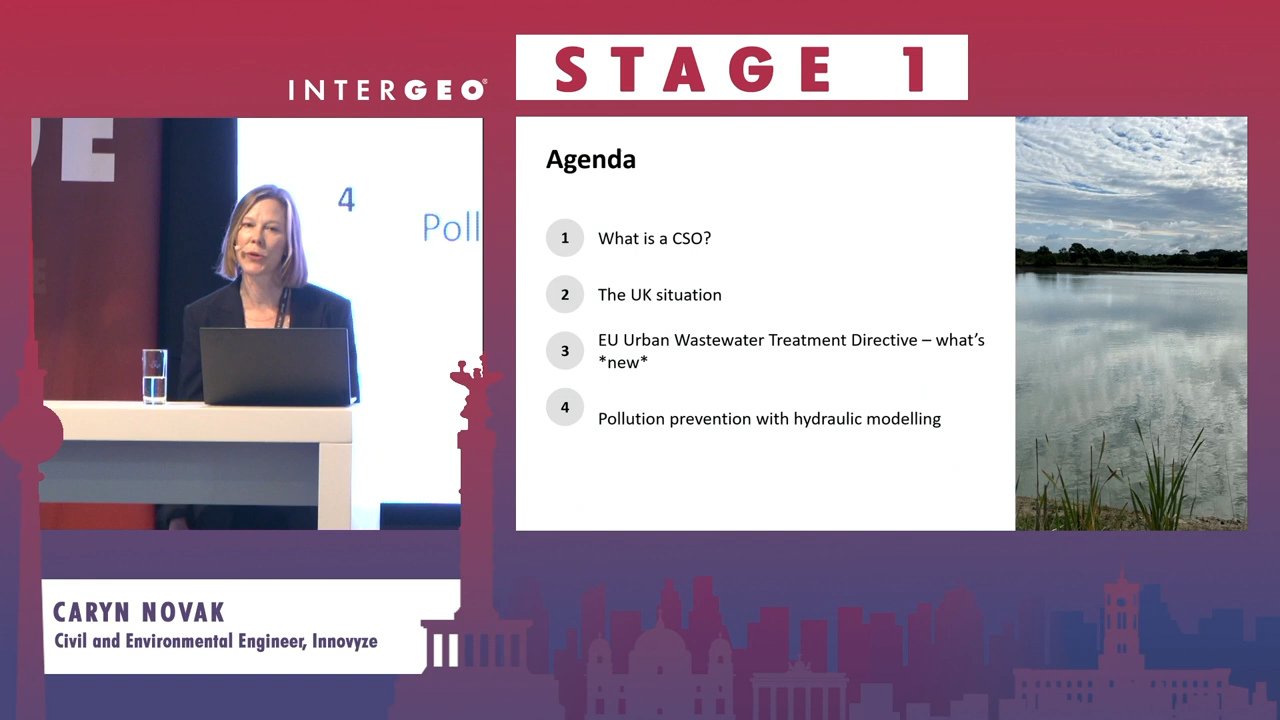 INTERGEO®
STAGE 1
4
Poll
Agenda
1 What is a CSO?
2 The UK situation
3 EU Urban Wastewater Treatment Directive – what's
*new*
4 Pollution prevention with hydraulic modelling
CARYN NOVAK
Civil and Environmental Engineer, Innovyze